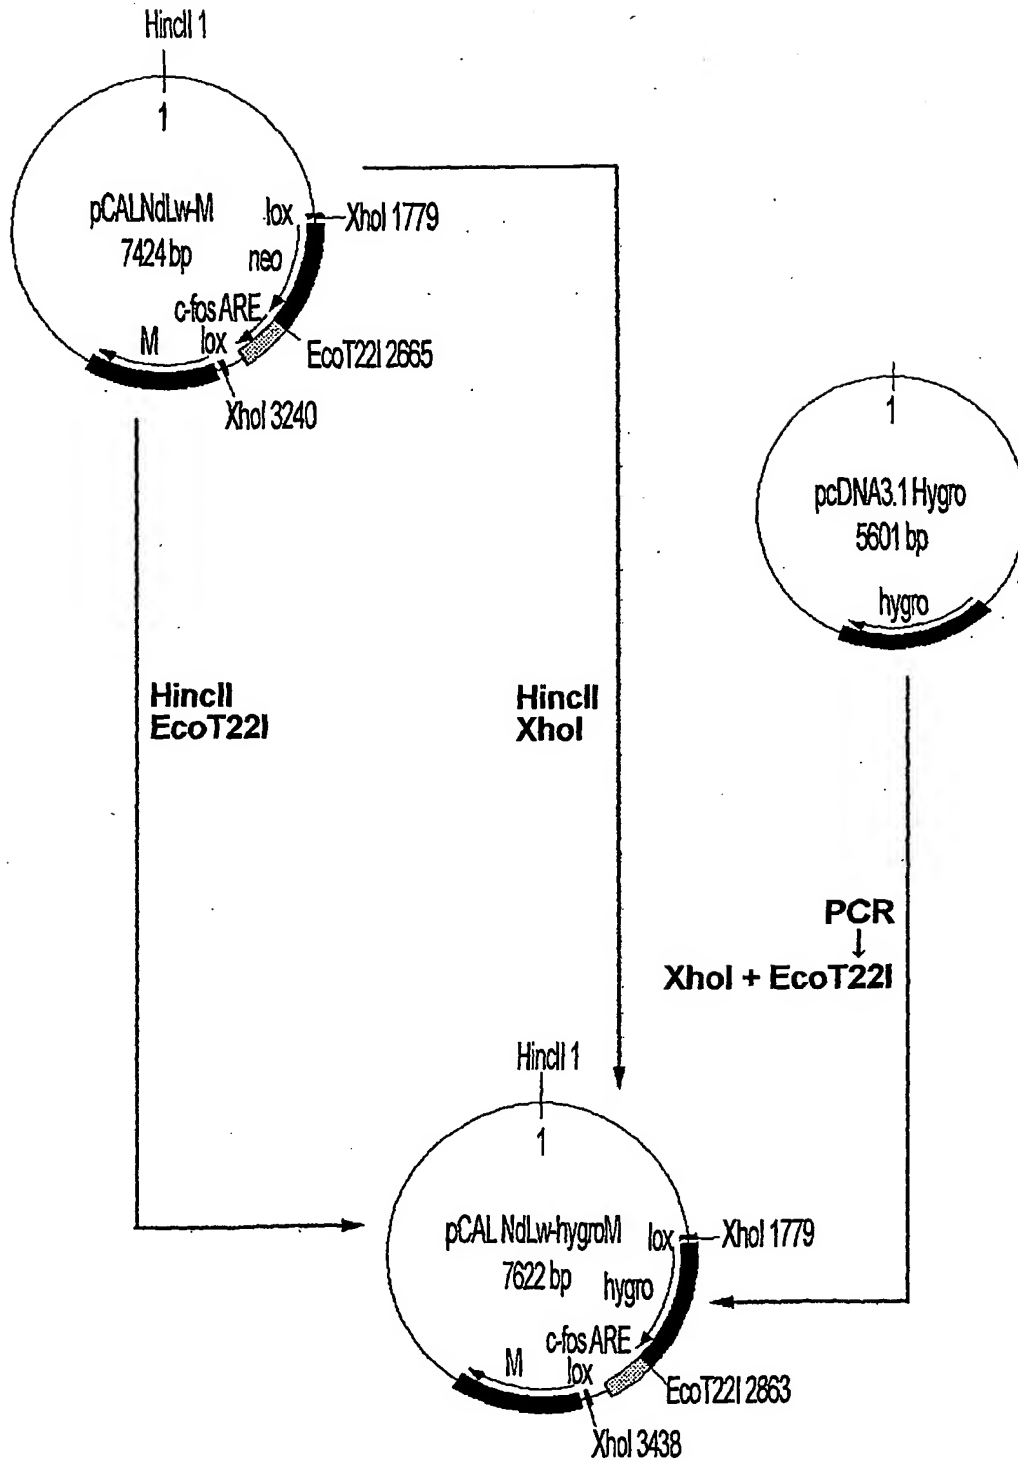 HincII 1
1
pCALNdLw-M
7424 bp
lox
XhoI 1779
neo
c-fos ARE
M
lox
EcoT22I 2665
XhoI 3240
1
pcDNA3.1 Hygro
5601 bp
hygro
HincII
EcoT22I
HincII
XhoI
PCR
↓
XhoI + EcoT22I
HincII 1
1
pCAL NdLw-hygroM
7622 bp
lox
XhoI 1779
hygro
c-fos ARE
M
lox
EcoT22I 2863
XhoI 3438